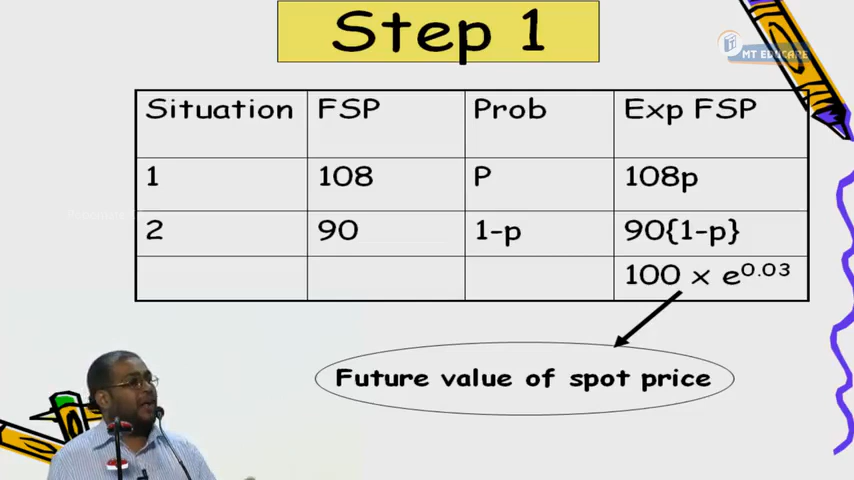 Step 1
MT EDUCARE
Situation FSP Prob Exp FSP
1 108 P 108p
2 90 1-p 90{1-p}
100 x e^0.03
Future value of spot price